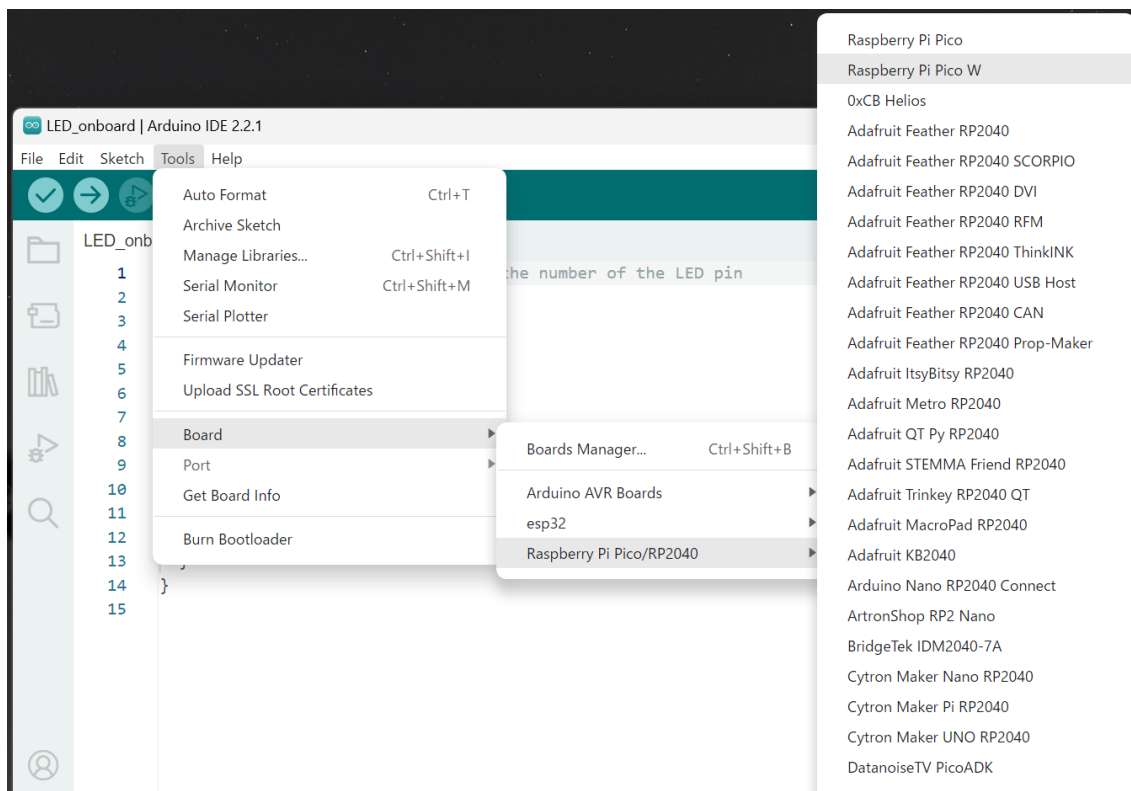 LED_onboard | Arduino IDE 2.2.1
File Edit Sketch Tools Help
LED_onb
1
2
3
4
5
6
7
8
9
10
11
12
13
14 }
15
the number of the LED pin
Auto Format Ctrl+T
Archive Sketch
Manage Libraries... Ctrl+Shift+I
Serial Monitor Ctrl+Shift+M
Serial Plotter
Firmware Updater
Upload SSL Root Certificates
Board
Port
Get Board Info
Burn Bootloader
Boards Manager... Ctrl+Shift+B
Arduino AVR Boards
esp32
Raspberry Pi Pico/RP2040
Raspberry Pi Pico
Raspberry Pi Pico W
0xCB Helios
Adafruit Feather RP2040
Adafruit Feather RP2040 SCORPIO
Adafruit Feather RP2040 DVI
Adafruit Feather RP2040 RFM
Adafruit Feather RP2040 ThinkINK
Adafruit Feather RP2040 USB Host
Adafruit Feather RP2040 CAN
Adafruit Feather RP2040 Prop-Maker
Adafruit ItsyBitsy RP2040
Adafruit Metro RP2040
Adafruit QT Py RP2040
Adafruit STEMMA Friend RP2040
Adafruit Trinkey RP2040 QT
Adafruit MacroPad RP2040
Adafruit KB2040
Arduino Nano RP2040 Connect
ArtronShop RP2 Nano
BridgeTek IDM2040-7A
Cytron Maker Nano RP2040
Cytron Maker Pi RP2040
Cytron Maker UNO RP2040
DatanoiseTV PicoADK